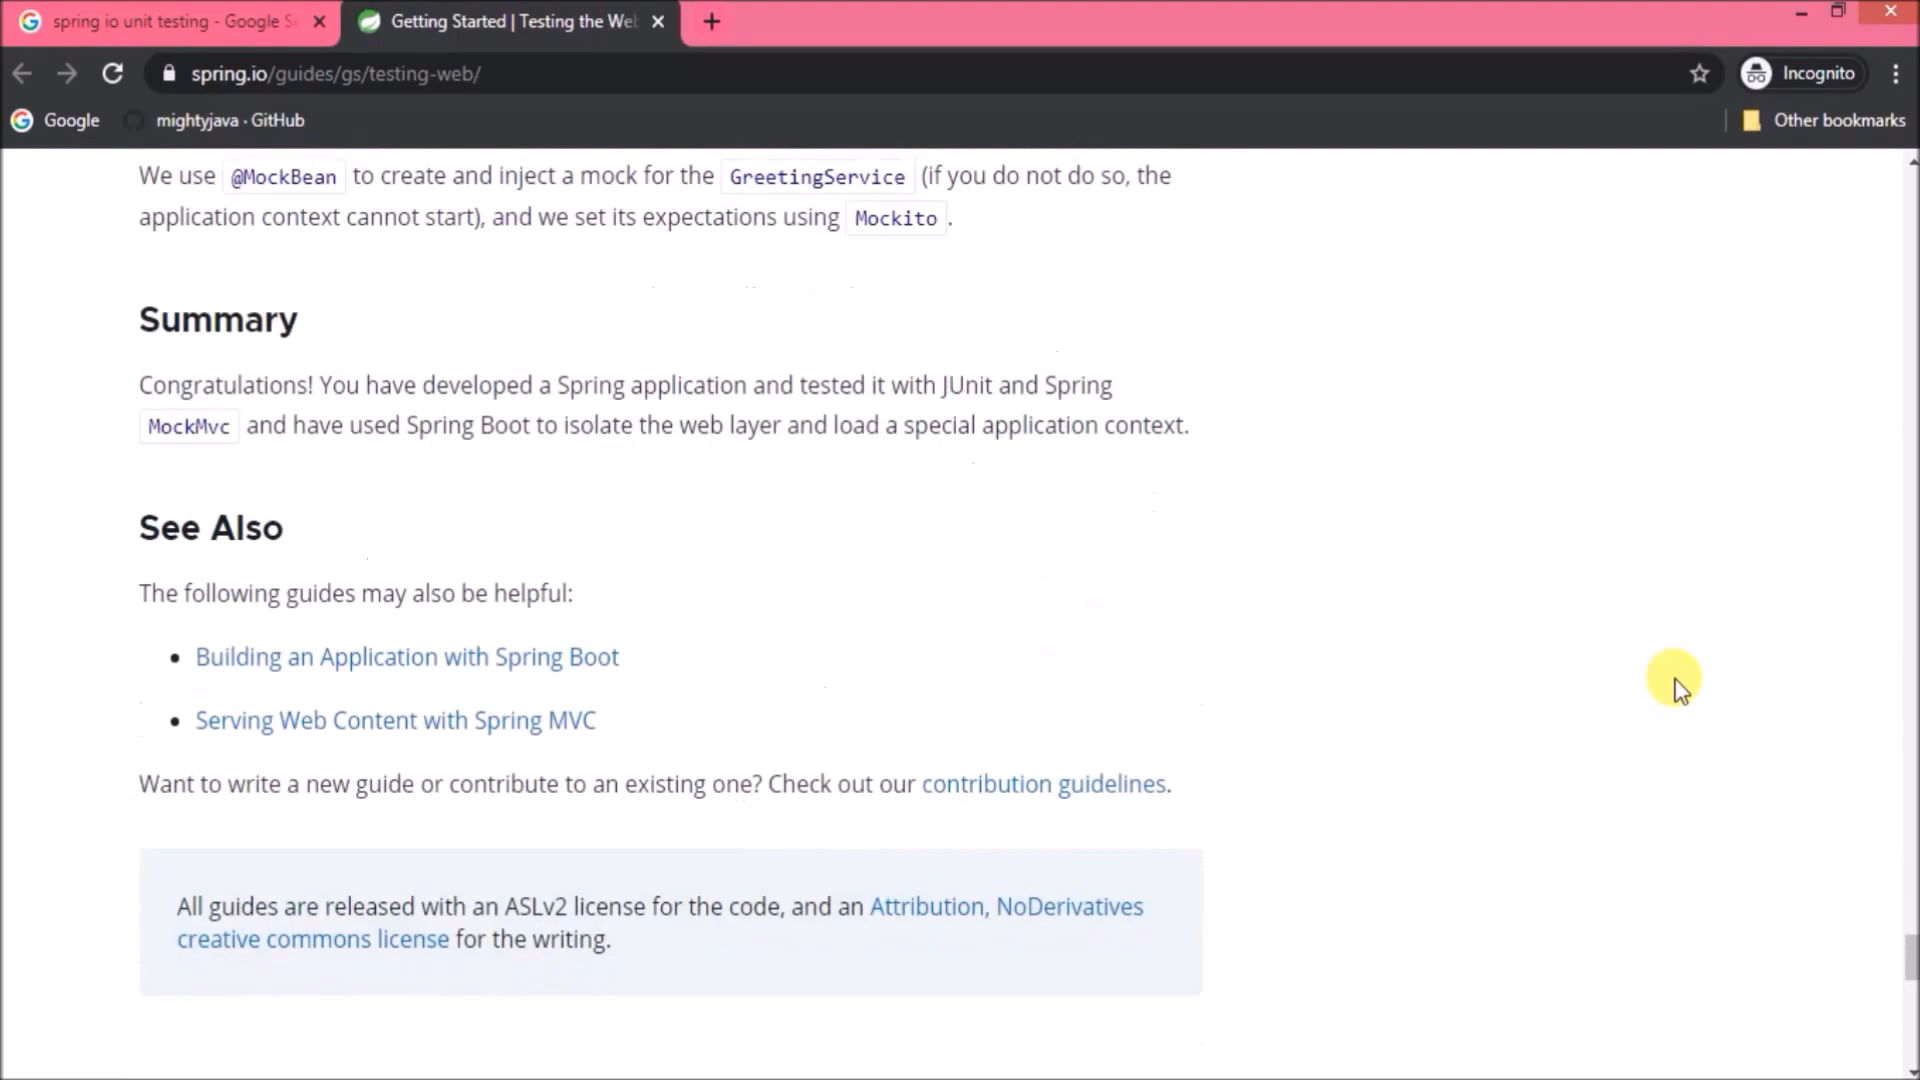 spring io unit testing - Google Se
Getting Started | Testing the Web
spring.io/guides/gs/testing-web/
Incognito
Google
mightyjava · GitHub
Other bookmarks
We use @MockBean to create and inject a mock for the GreetingService (if you do not do so, the
application context cannot start), and we set its expectations using Mockito.
Summary
Congratulations! You have developed a Spring application and tested it with JUnit and Spring
MockMvc and have used Spring Boot to isolate the web layer and load a special application context.
See Also
The following guides may also be helpful:
• Building an Application with Spring Boot
• Serving Web Content with Spring MVC
Want to write a new guide or contribute to an existing one? Check out our contribution guidelines.
All guides are released with an ASLv2 license for the code, and an Attribution, NoDerivatives
creative commons license for the writing.